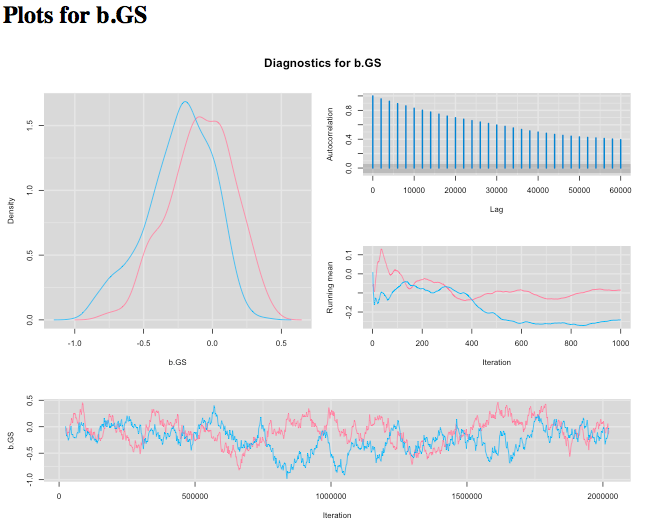 Plots for b.GS
Diagnostics for b.GS
Density
0.0 0.5 1.0 1.5
-1.0 -0.5 0.0 0.5
b.GS
Autocorrelation
0.0 0.4 0.8
0 10000 20000 30000 40000 50000 60000
Lag
Running mean
-0.2 0.0 0.1
0 200 400 600 800 1000
Iteration
b.GS
-1.0 -0.5 0.0 0.5
0 500000 1000000 1500000 2000000
Iteration